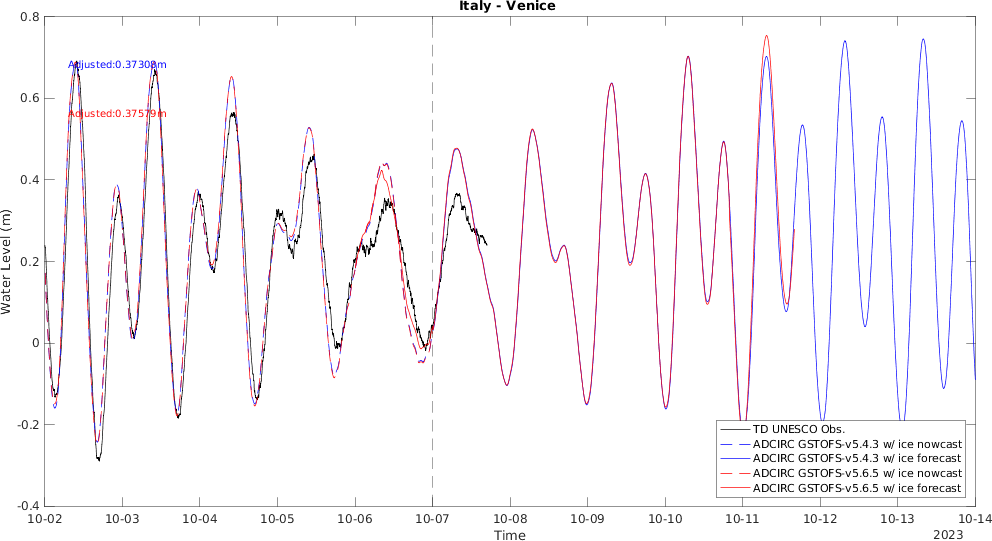 Italy - Venice
0.8
0.6
0.4
0.2
0
-0.2
-0.4
Water Level (m)
Adjusted:0.37308m
Adjusted:0.37579m
TD UNESCO Obs.
ADCIRC GSTOFS-v5.4.3 w/ ice nowcast
ADCIRC GSTOFS-v5.4.3 w/ ice forecast
ADCIRC GSTOFS-v5.6.5 w/ ice nowcast
ADCIRC GSTOFS-v5.6.5 w/ ice forecast
10-02 10-03 10-04 10-05 10-06 10-07 10-08 10-09 10-10 10-11 10-12 10-13 10-14
Time
2023